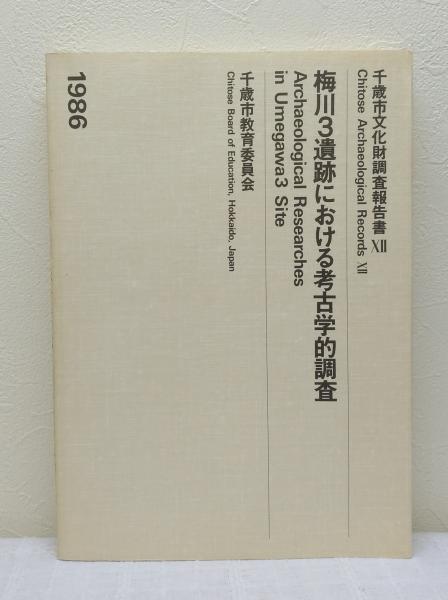 千歳市文化財調査報告書 XII
Chitose Archaeological Records XII
梅川3遺跡における考古学的調査
Archaeological Researches
in Umegawa3 Site
千歳市教育委員会
Chitose Board of Education, Hokkaido, Japan
1986